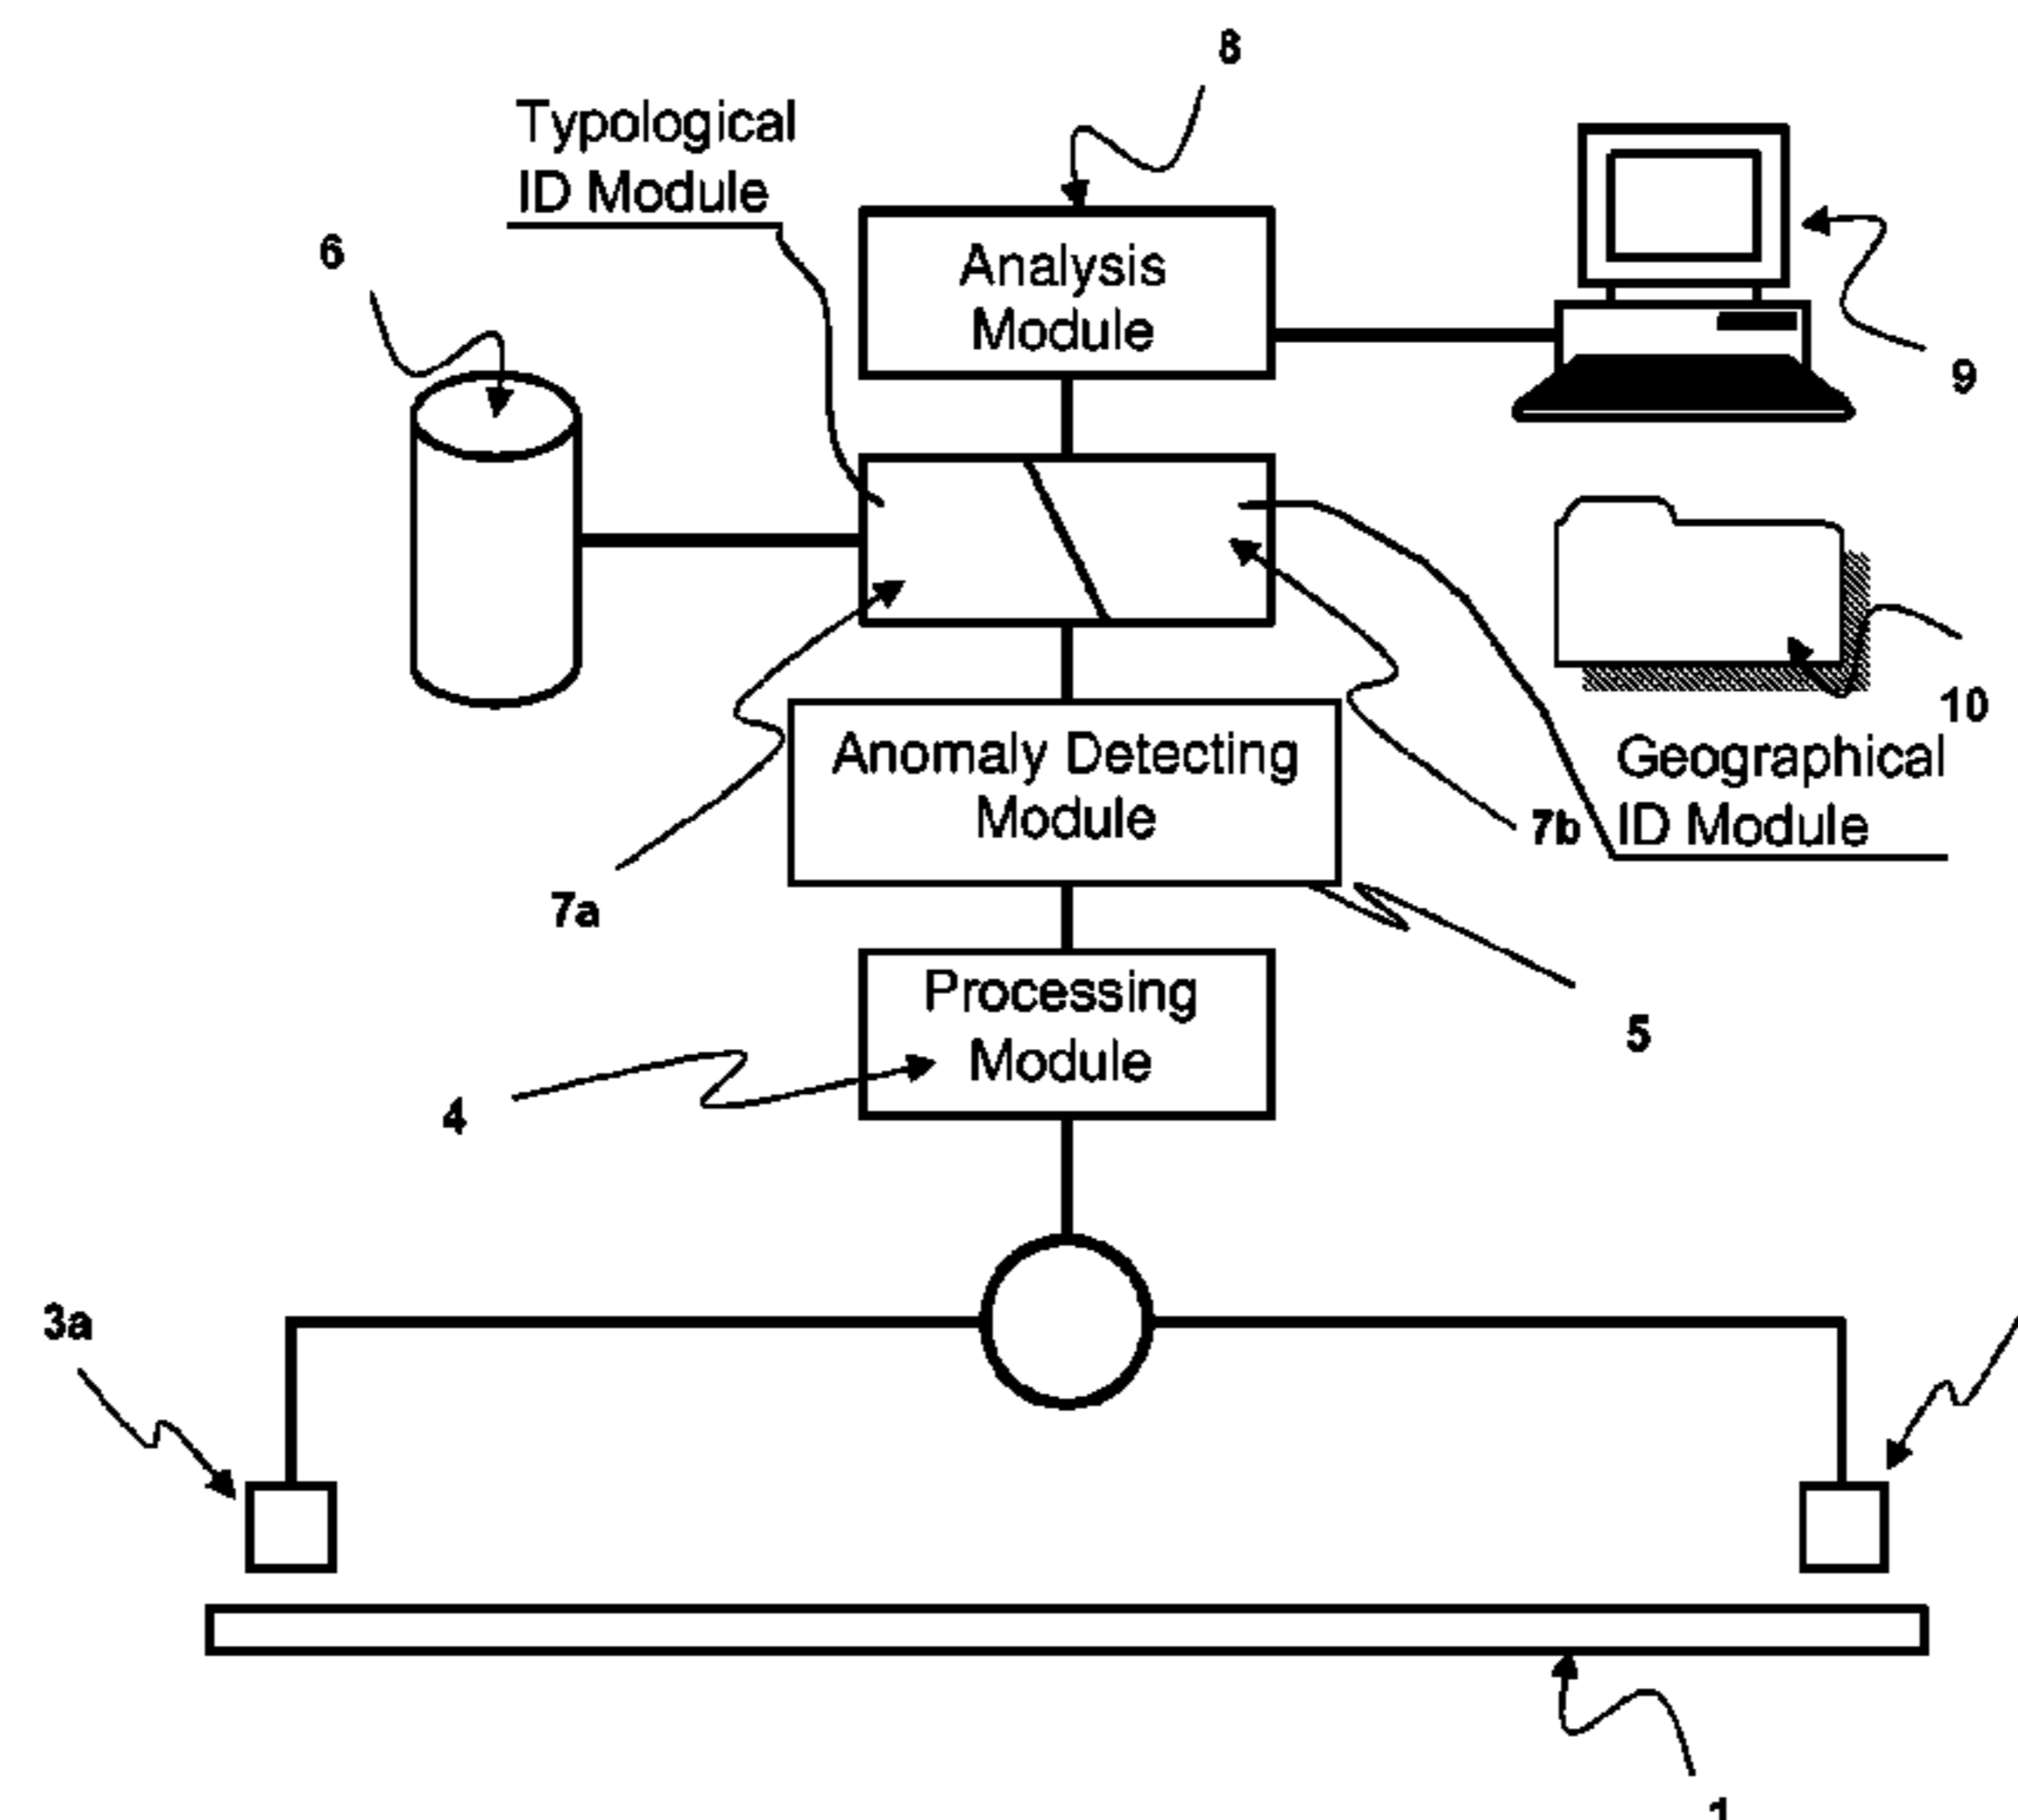 8
Typological
ID Module
6
Analysis
Module
9
10
Anomaly Detecting
Module
Geographical
ID Module
7b
7a
Processing
Module
5
4
3a
1